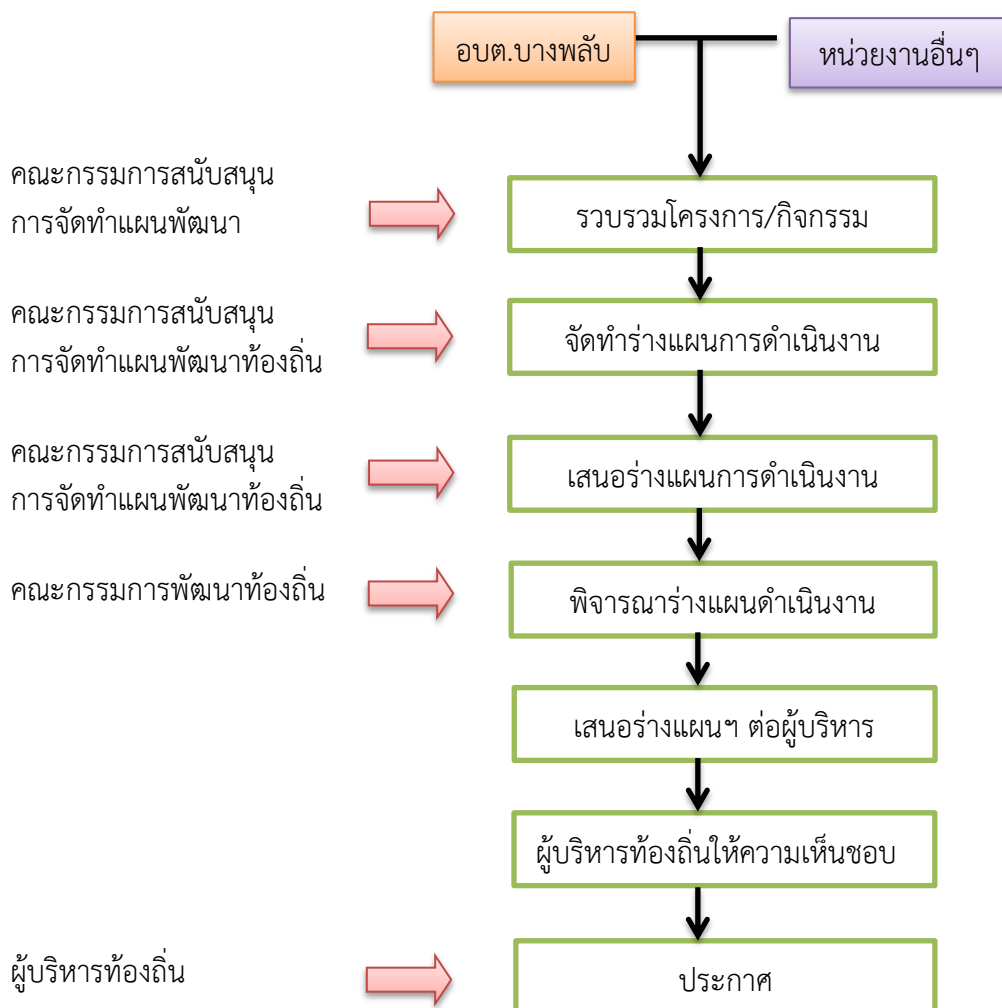 อบต.บางพลับ
หน่วยงานอื่นๆ
คณะกรรมการสนับสนุน
การจัดทำแผนพัฒนา
รวบรวมโครงการ/กิจกรรม
คณะกรรมการสนับสนุน
การจัดทำแผนพัฒนาท้องถิ่น
จัดทำร่างแผนการดำเนินงาน
คณะกรรมการสนับสนุน
การจัดทำแผนพัฒนาท้องถิ่น
เสนอร่างแผนการดำเนินงาน
คณะกรรมการพัฒนาท้องถิ่น
พิจารณาร่างแผนดำเนินงาน
เสนอร่างแผนฯ ต่อผู้บริหาร
ผู้บริหารท้องถิ่นให้ความเห็นชอบ
ผู้บริหารท้องถิ่น
ประกาศ